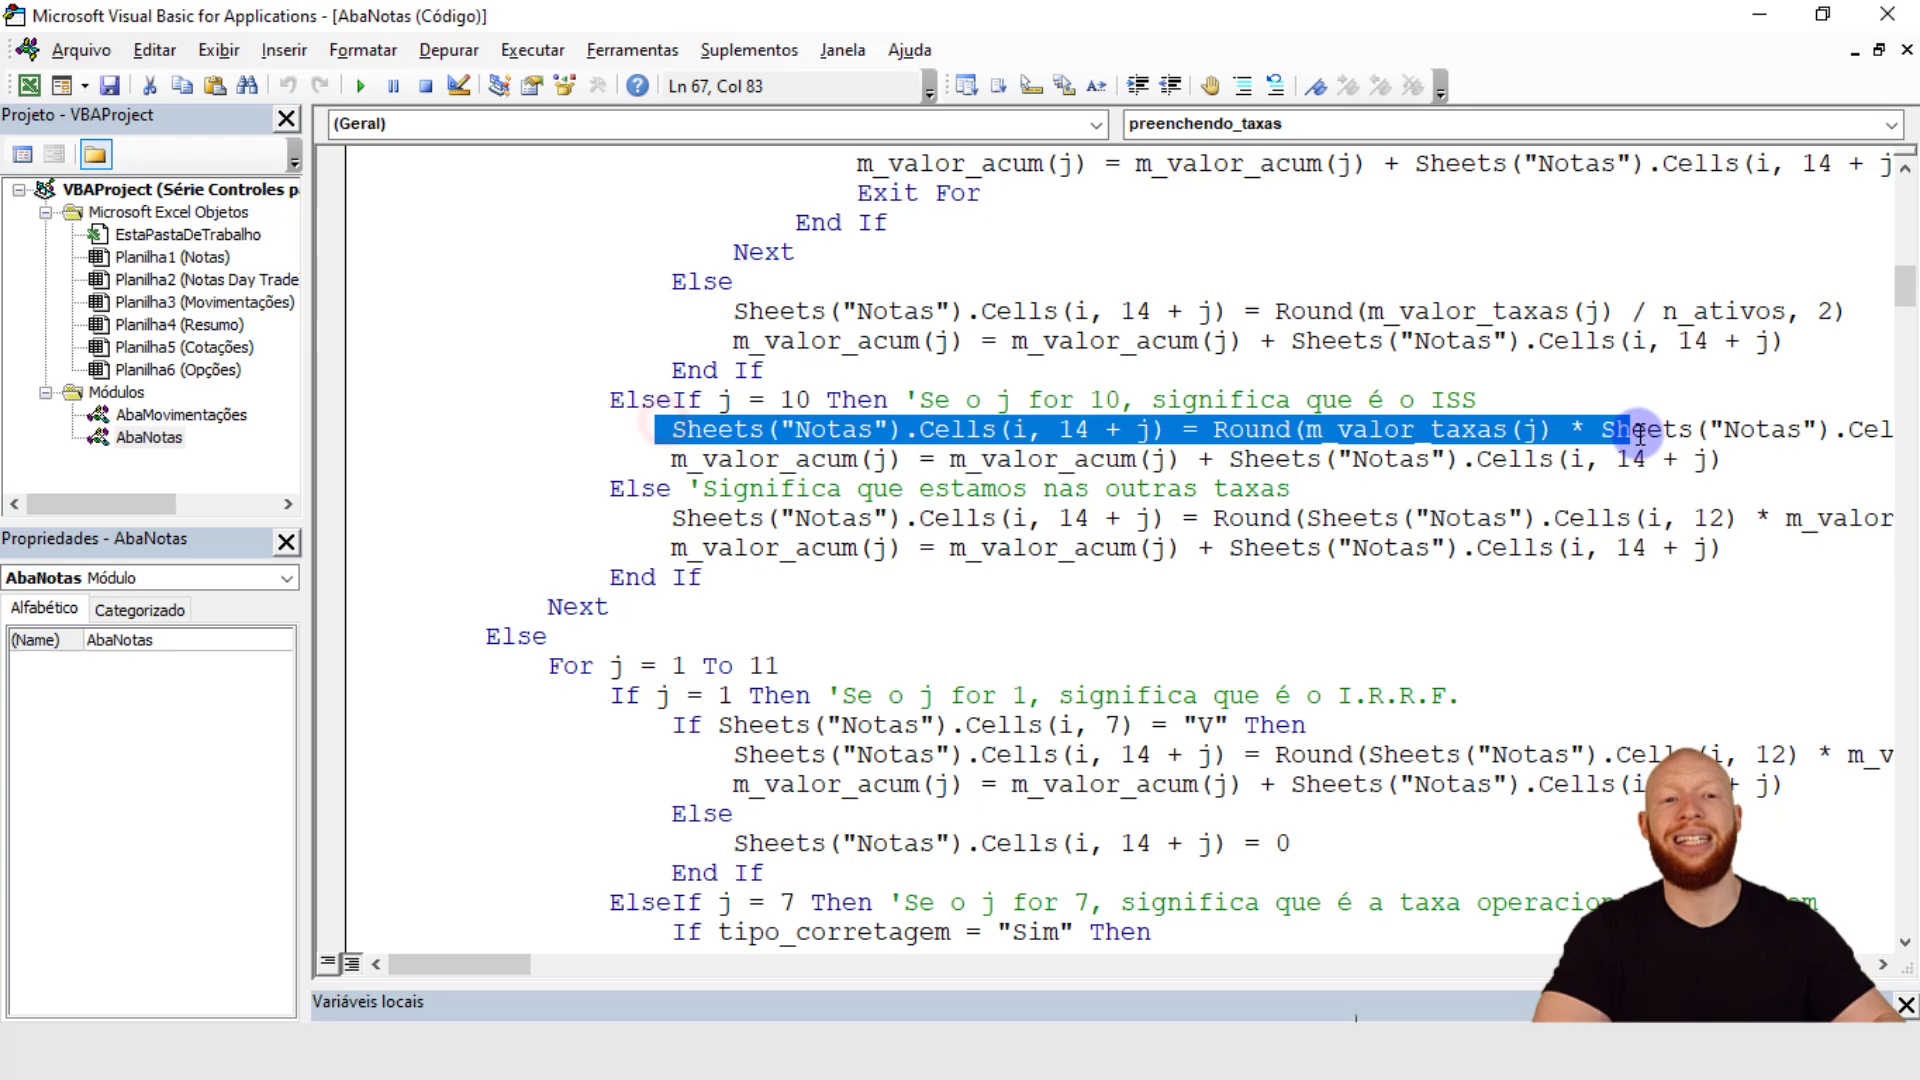 Microsoft Visual Basic for Applications - [AbaNotas (Código)]
Arquivo Editar Exibir Inserir Formatar Depurar Executar Ferramentas Suplementos Janela Ajuda
Ln 67, Col 83
Projeto - VBAProject
VBAProject (Série Controles p
Microsoft Excel Objetos
EstaPastaDeTrabalho
Planilha1 (Notas)
Planilha2 (Notas Day Trade
Planilha3 (Movimentações)
Planilha4 (Resumo)
Planilha5 (Cotações)
Planilha6 (Opções)
Módulos
AbaMovimentações
AbaNotas
Propriedades - AbaNotas
AbaNotas Módulo
Alfabético Categorizado
(Name) AbaNotas
(Geral) preenchendo_taxas
m_valor_acum(j) = m_valor_acum(j) + Sheets("Notas").Cells(i, 14 + j
Exit For
End If
Next
Else
Sheets("Notas").Cells(i, 14 + j) = Round(m_valor_taxas(j) / n_ativos, 2)
m_valor_acum(j) = m_valor_acum(j) + Sheets("Notas").Cells(i, 14 + j)
End If
ElseIf j = 10 Then 'Se o j for 10, significa que é o ISS
Sheets("Notas").Cells(i, 14 + j) = Round(m_valor_taxas(j) * Sheets("Notas").Cel
m_valor_acum(j) = m_valor_acum(j) + Sheets("Notas").Cells(i, 14 + j)
Else 'Significa que estamos nas outras taxas
Sheets("Notas").Cells(i, 14 + j) = Round(Sheets("Notas").Cells(i, 12) * m_valor
m_valor_acum(j) = m_valor_acum(j) + Sheets("Notas").Cells(i, 14 + j)
End If
Next
Else
For j = 1 To 11
If j = 1 Then 'Se o j for 1, significa que é o I.R.R.F.
If Sheets("Notas").Cells(i, 7) = "V" Then
Sheets("Notas").Cells(i, 14 + j) = Round(Sheets("Notas").Cells(i, 12) * m_v
m_valor_acum(j) = m_valor_acum(j) + Sheets("Notas").Cells(i + j)
Else
Sheets("Notas").Cells(i, 14 + j) = 0
End If
ElseIf j = 7 Then 'Se o j for 7, significa que é a taxa operacion
If tipo_corretagem = "Sim" Then
Variáveis locais